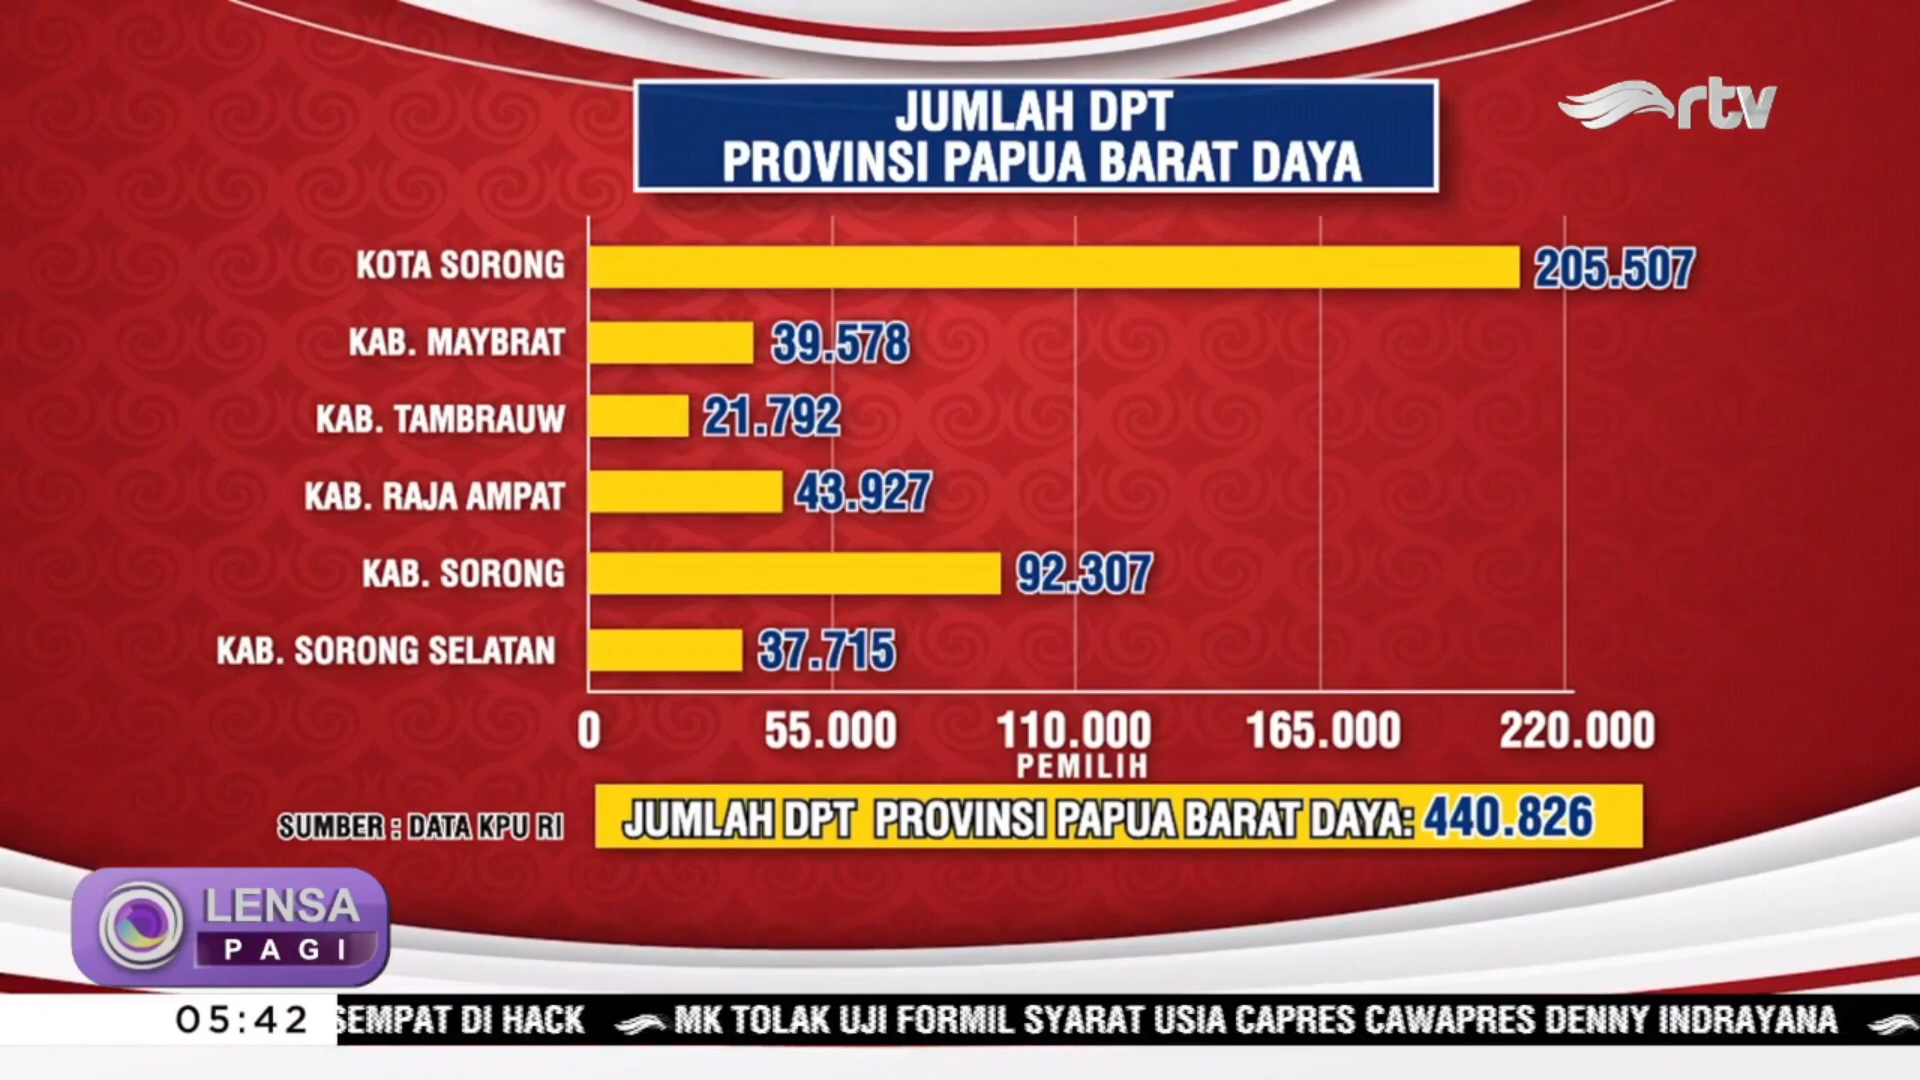 JUMLAH DPT
PROVINSI PAPUA BARAT DAYA
rtv
KOTA SORONG 205.507
KAB. MAYBRAT 39.578
KAB. TAMBRAUW 21.792
KAB. RAJA AMPAT 43.927
KAB. SORONG 92.307
KAB. SORONG SELATAN 37.715
0 55.000 110.000 165.000 220.000
PEMILIH
SUMBER : DATA KPU RI
JUMLAH DPT PROVINSI PAPUA BARAT DAYA: 440.826
LENSA
PAGI
05:42 SEMPAT DI HACK MK TOLAK UJI FORMIL SYARAT USIA CAPRES CAWAPRES DENNY INDRAYANA